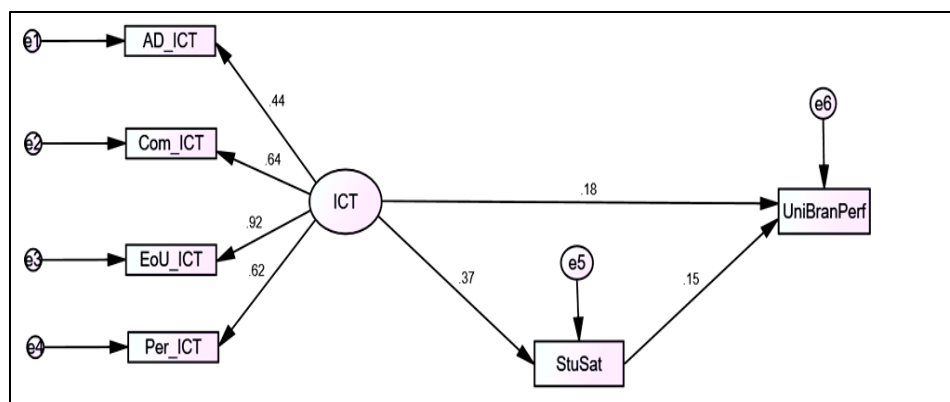 e1
AD_ICT
.44
e2
Com_ICT
.64
ICT
.18
e6
UniBranPerf
e3
EoU_ICT
.92
.62
e4
Per_ICT
.37
e5
.15
StuSat